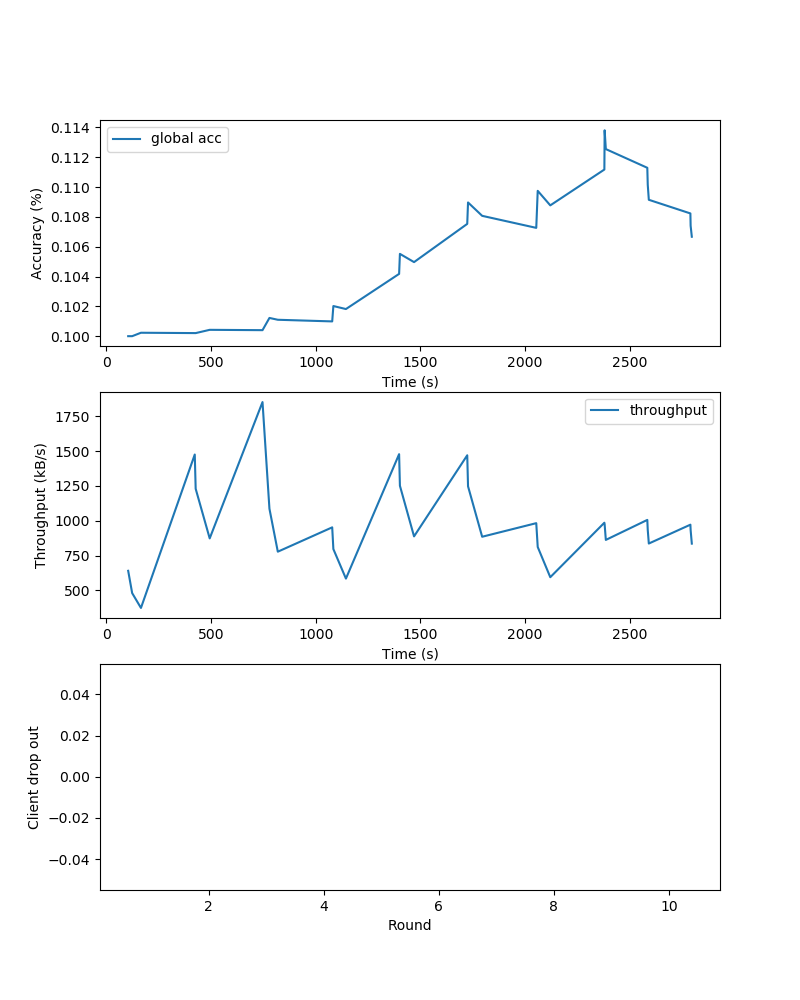 0.114
0.112
0.110
0.108
0.106
0.104
0.102
0.100
Accuracy (%)
global acc
0 500 1000 1500 2000 2500
Time (s)
1750
1500
1250
1000
750
500
Throughput (kB/s)
throughput
0 500 1000 1500 2000 2500
Time (s)
0.04
0.02
0.00
−0.02
−0.04
Client drop out
2 4 6 8 10
Round